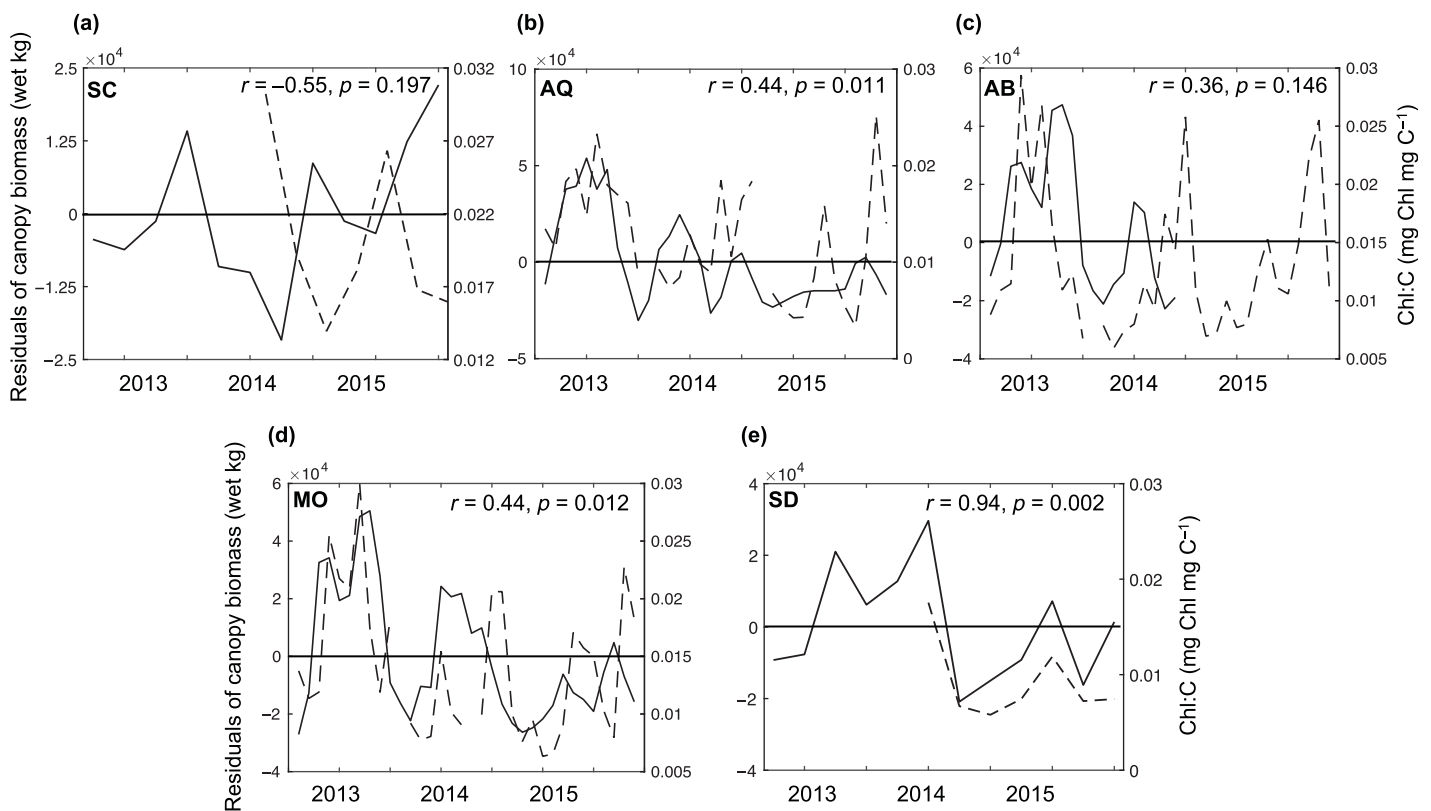 (a)
×10⁴
SC
r = −0.55, p = 0.197
2.5
1.25
0
−1.25
−2.5
0.032
0.027
0.022
0.017
0.012
2013 2014 2015
Residuals of canopy biomass (wet kg)
(b)
×10⁴
AQ
r = 0.44, p = 0.011
10
5
0
−5
0.03
0.02
0.01
0
2013 2014 2015
(c)
×10⁴
AB
r = 0.36, p = 0.146
6
4
2
0
−2
−4
0.03
0.025
0.02
0.015
0.01
0.005
2013 2014 2015
Chl:C (mg Chl mg C⁻¹)
(d)
×10⁴
MO
r = 0.44, p = 0.012
6
4
2
0
−2
−4
0.03
0.025
0.02
0.015
0.01
0.005
2013 2014 2015
Residuals of canopy biomass (wet kg)
(e)
×10⁴
SD
r = 0.94, p = 0.002
4
2
0
−2
−4
0.03
0.02
0.01
0
2013 2014 2015
Chl:C (mg Chl mg C⁻¹)